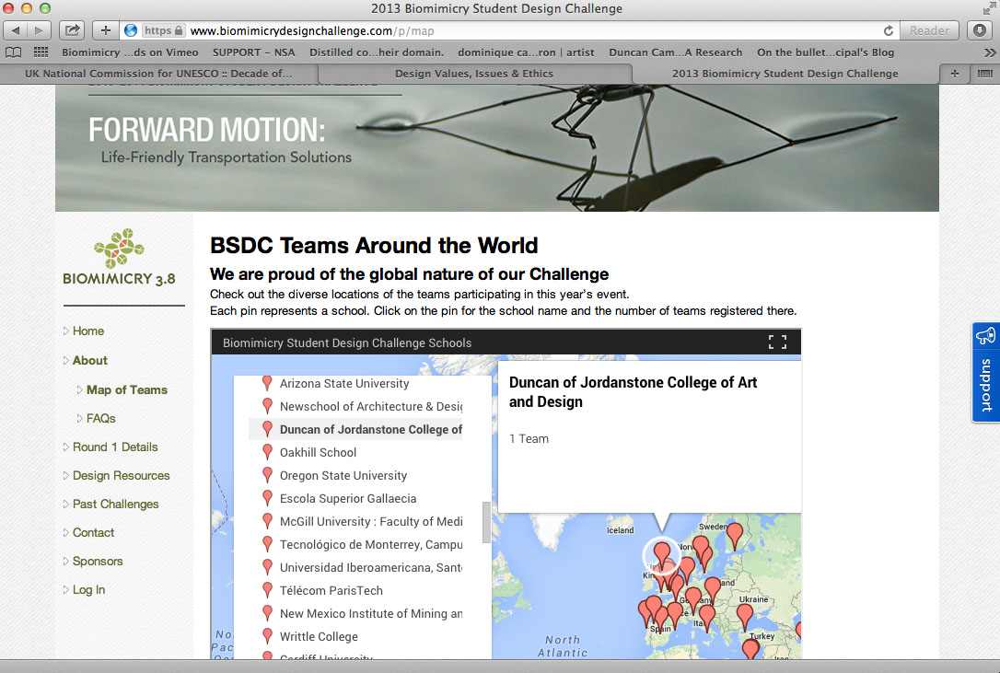 2013 Biomimicry Student Design Challenge
https www.biomimicrydesignchallenge.com/p/map Reader
Biomimicry ...ds on Vimeo SUPPORT - NSA Distilled co...heir domain. dominique ca...ron | artist Duncan Cam...A Research On the bullet...cipal's Blog
UK National Commission for UNESCO :: Decade of... Design Values, Issues & Ethics 2013 Biomimicry Student Design Challenge
FORWARD MOTION:
Life-Friendly Transportation Solutions
BIOMIMICRY 3.8
Home
About
Map of Teams
FAQs
Round 1 Details
Design Resources
Past Challenges
Contact
Sponsors
Log In
BSDC Teams Around the World
We are proud of the global nature of our Challenge
Check out the diverse locations of the teams participating in this year's event.
Each pin represents a school. Click on the pin for the school name and the number of teams registered there.
Biomimicry Student Design Challenge Schools
Arizona State University
Newschool of Architecture & Desig
Duncan of Jordanstone College of
Oakhill School
Oregon State University
Escola Superior Gallaecia
McGill University : Faculty of Medi
Tecnológico de Monterrey, Campu
Universidad Iberoamericana, Sant
Télécom ParisTech
New Mexico Institute of Mining an
Writtle College
Cardiff University
Duncan of Jordanstone College of Art
and Design
1 Team
Iceland
Sweden
Norw
Kin
and
Ge
Ukraine
Spain
Ital
Turkey
Iraq
North
Atlantic
No
Pac
support